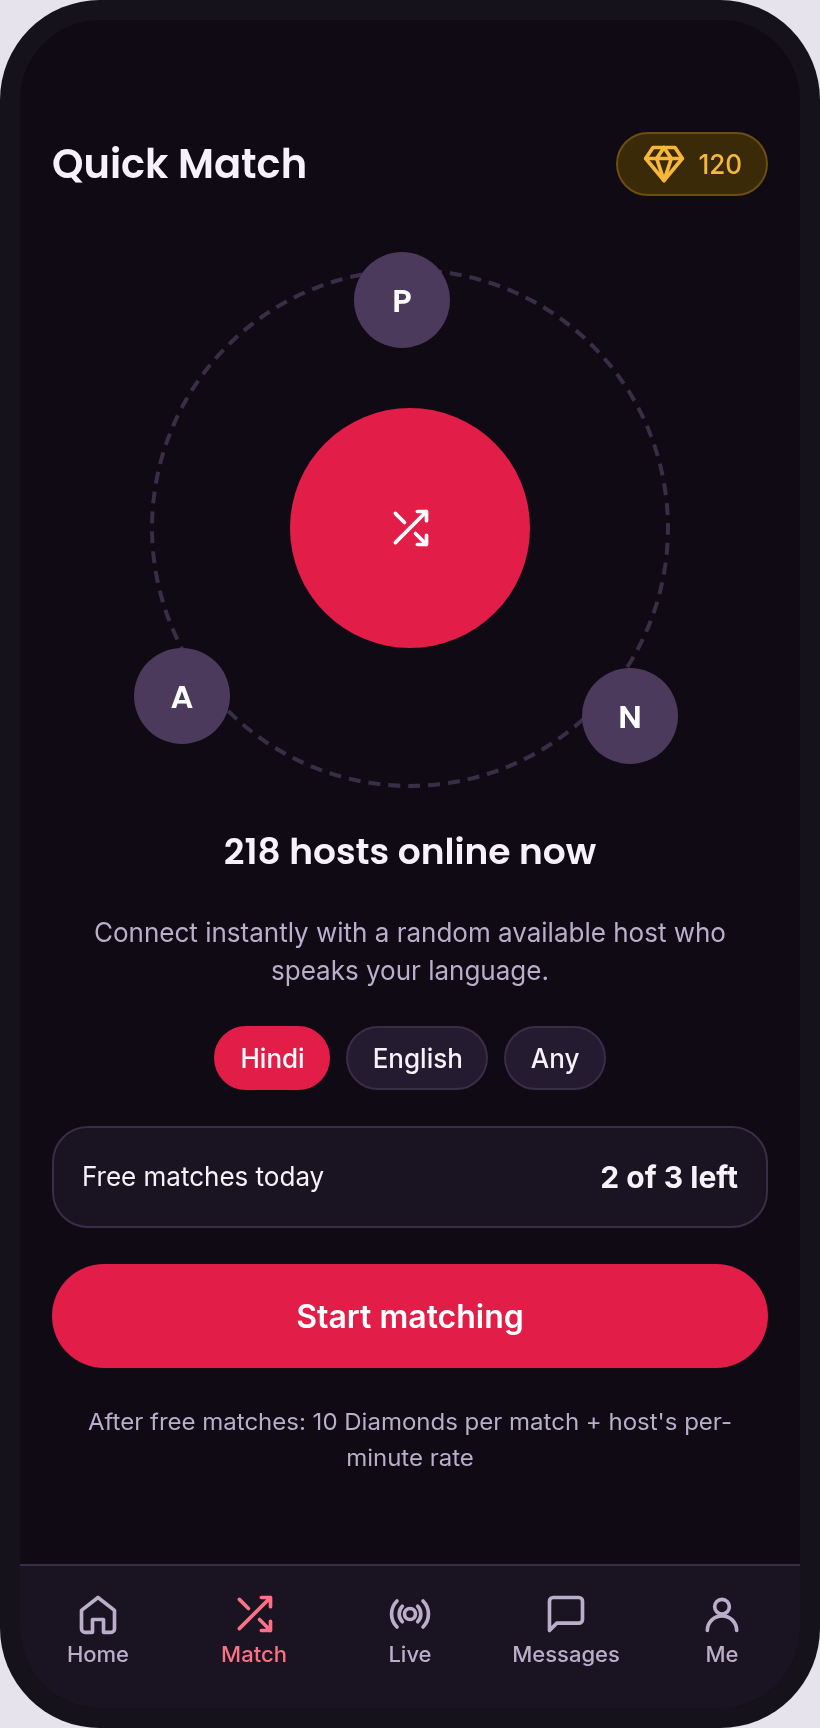 Quick Match
120
P
A
N
218 hosts online now
Connect instantly with a random available host who
speaks your language.
Hindi
English
Any
Free matches today
2 of 3 left
Start matching
After free matches: 10 Diamonds per match + host's per-
minute rate
Home
Match
Live
Messages
Me